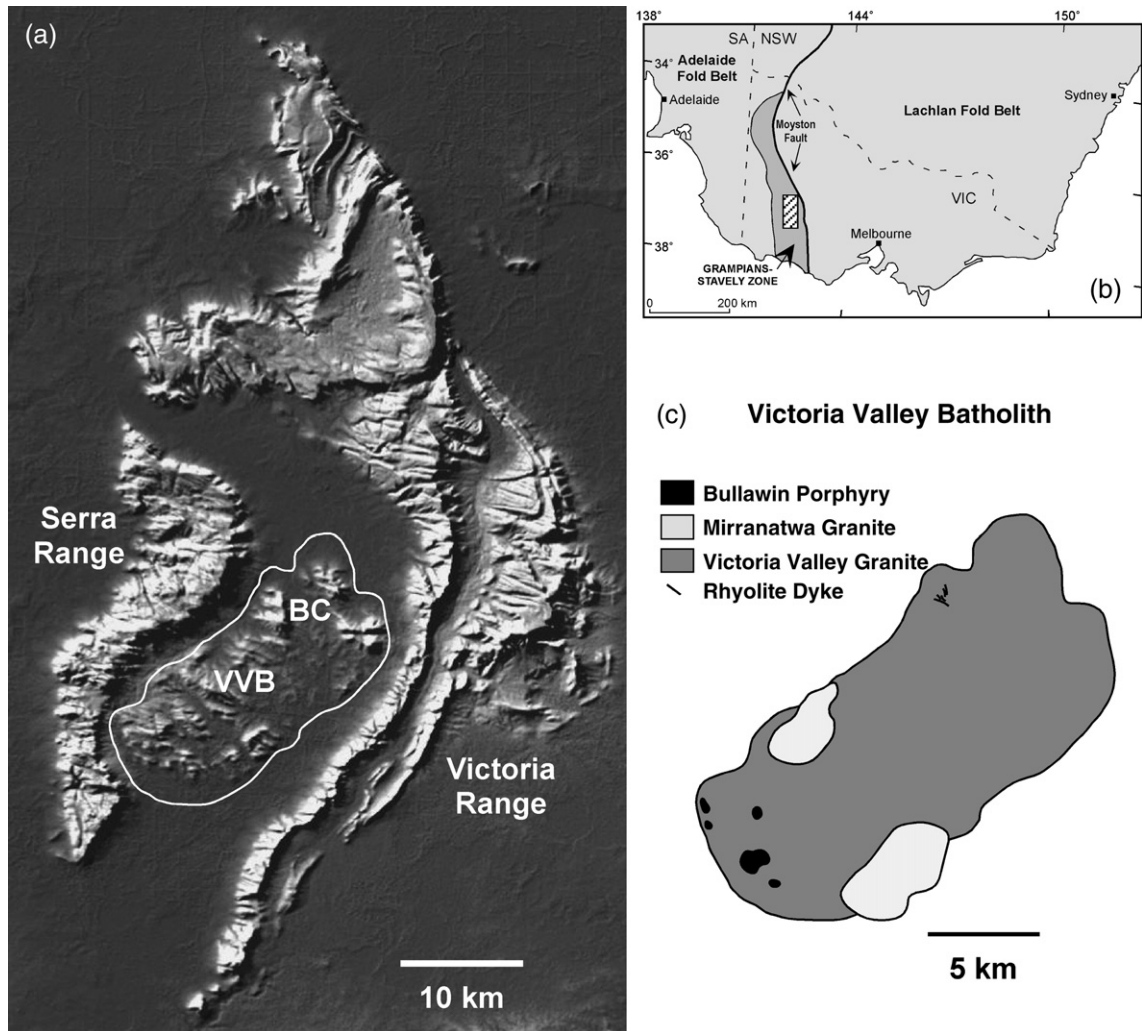 (a)
Serra
Range
BC
VVB
Victoria
Range
10 km
138°
144°
150°
SA
NSW
34°
Adelaide
Fold Belt
Adelaide
Sydney
Lachlan Fold Belt
Moyston
Fault
36°
VIC
Melbourne
38°
GRAMPIANS-
STAVELY ZONE
0
200 km
(b)
(c)
Victoria Valley Batholith
Bullawin Porphyry
Mirranatwa Granite
Victoria Valley Granite
Rhyolite Dyke
5 km